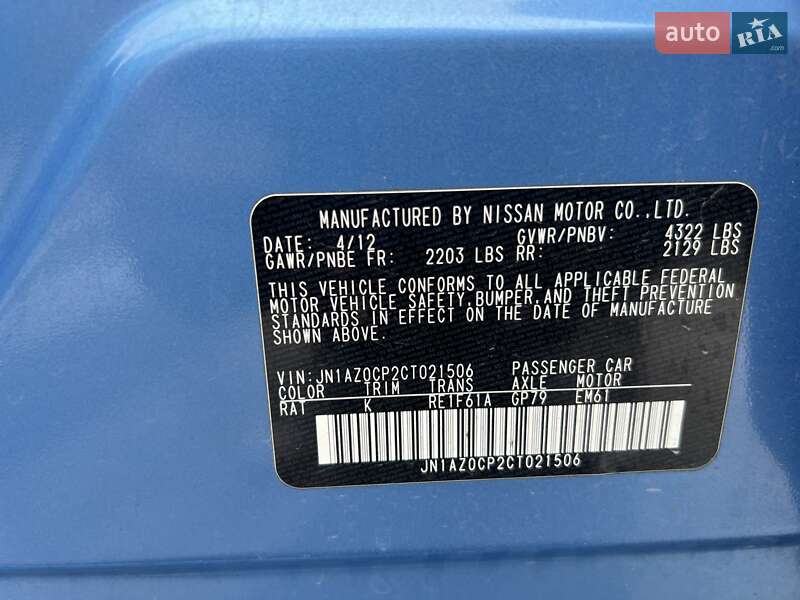 auto RIA .com
MANUFACTURED BY NISSAN MOTOR CO.,LTD.
DATE: 4/12 GVWR/PNBV: 4322 LBS
GAWR/PNBE FR: 2203 LBS RR: 2129 LBS
THIS VEHICLE CONFORMS TO ALL APPLICABLE FEDERAL
MOTOR VEHICLE SAFETY,BUMPER,AND THEFT PREVENTION
STANDARDS IN EFFECT ON THE DATE OF MANUFACTURE
SHOWN ABOVE.
VIN:JN1AZ0CP2CT021506 PASSENGER CAR
COLOR TRIM TRANS AXLE MOTOR
RAT K RE1F61A GP79 EM61
JN1AZ0CP2CT021506